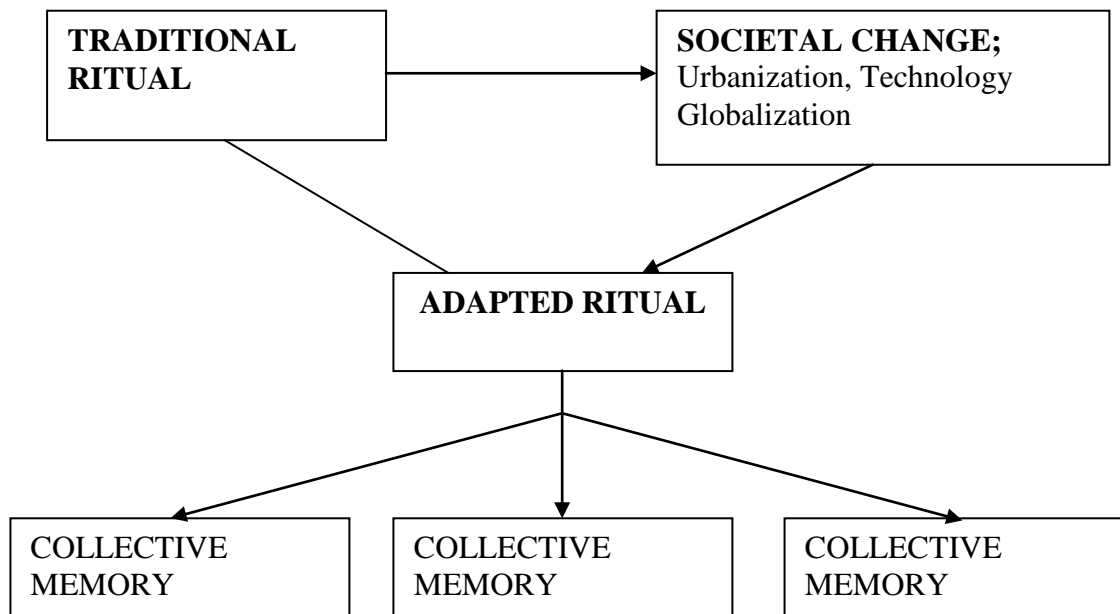 TRADITIONAL
RITUAL
SOCIETAL CHANGE;
Urbanization, Technology
Globalization
ADAPTED RITUAL
COLLECTIVE
MEMORY
COLLECTIVE
MEMORY
COLLECTIVE
MEMORY